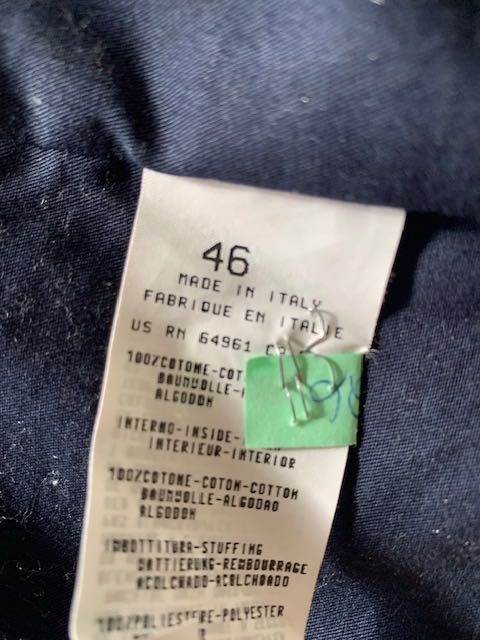 46
MADE IN ITALY
FABRIQUE EN ITALIE
US RN 64961
100%COTONE-COT
BAUMWOLLE-
ALGODON
INTERNO-INSIDE-
INTERIEUR-INTERIOR
100%COTONE-COTON-COTTON
BAUMWOLLE-ALGODAO
ALGODON
IMBOTTITURA-STUFFING
WATTIERUNG-REMBOURRAGE
ACOLCHADO-ACOLCHOADO
100%POLIESTERE-POLYESTER